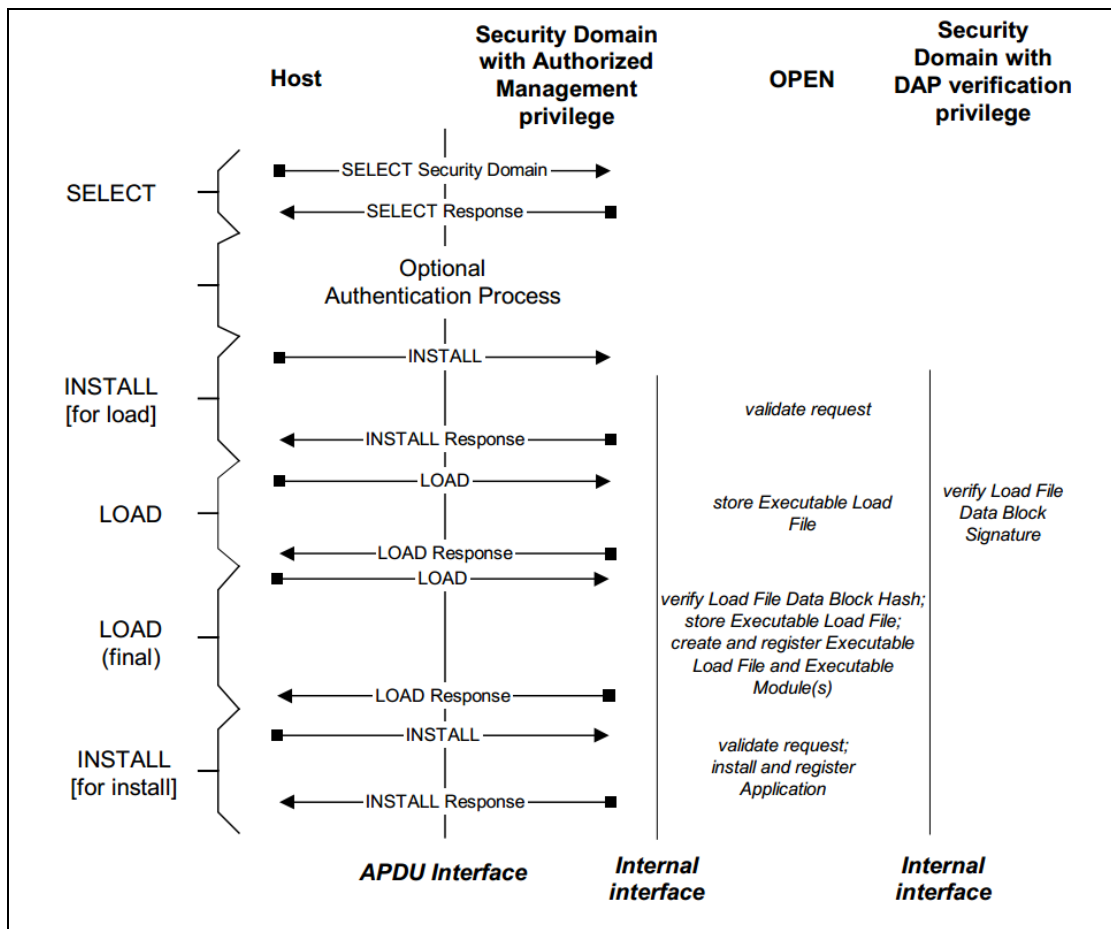 Host
Security Domain
with Authorized
Management
privilege
OPEN
Security
Domain with
DAP verification
privilege
SELECT
SELECT Security Domain
SELECT Response
Optional
Authentication Process
INSTALL
[for load]
INSTALL
validate request
INSTALL Response
LOAD
LOAD
store Executable Load
File
verify Load File
Data Block
Signature
LOAD Response
LOAD
(final)
LOAD
verify Load File Data Block Hash;
store Executable Load File;
create and register Executable
Load File and Executable
Module(s)
LOAD Response
INSTALL
[for install]
INSTALL
validate request;
install and register
Application
INSTALL Response
APDU Interface
Internal
interface
Internal
interface